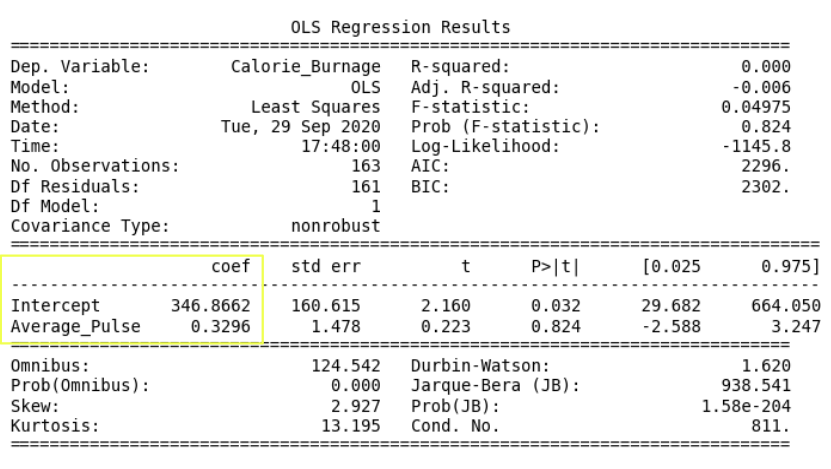 OLS Regression Results
==============================================================================
Dep. Variable: Calorie_Burnage R-squared: 0.000
Model: OLS Adj. R-squared: -0.006
Method: Least Squares F-statistic: 0.04975
Date: Tue, 29 Sep 2020 Prob (F-statistic): 0.824
Time: 17:48:00 Log-Likelihood: -1145.8
No. Observations: 163 AIC: 2296.
Df Residuals: 161 BIC: 2302.
Df Model: 1
Covariance Type: nonrobust
=================================================================================
coef std err t P>|t| [0.025 0.975]
---------------------------------------------------------------------------------
Intercept 346.8662 160.615 2.160 0.032 29.682 664.050
Average_Pulse 0.3296 1.478 0.223 0.824 -2.588 3.247
==============================================================================
Omnibus: 124.542 Durbin-Watson: 1.620
Prob(Omnibus): 0.000 Jarque-Bera (JB): 938.541
Skew: 2.927 Prob(JB): 1.58e-204
Kurtosis: 13.195 Cond. No. 811.
==============================================================================